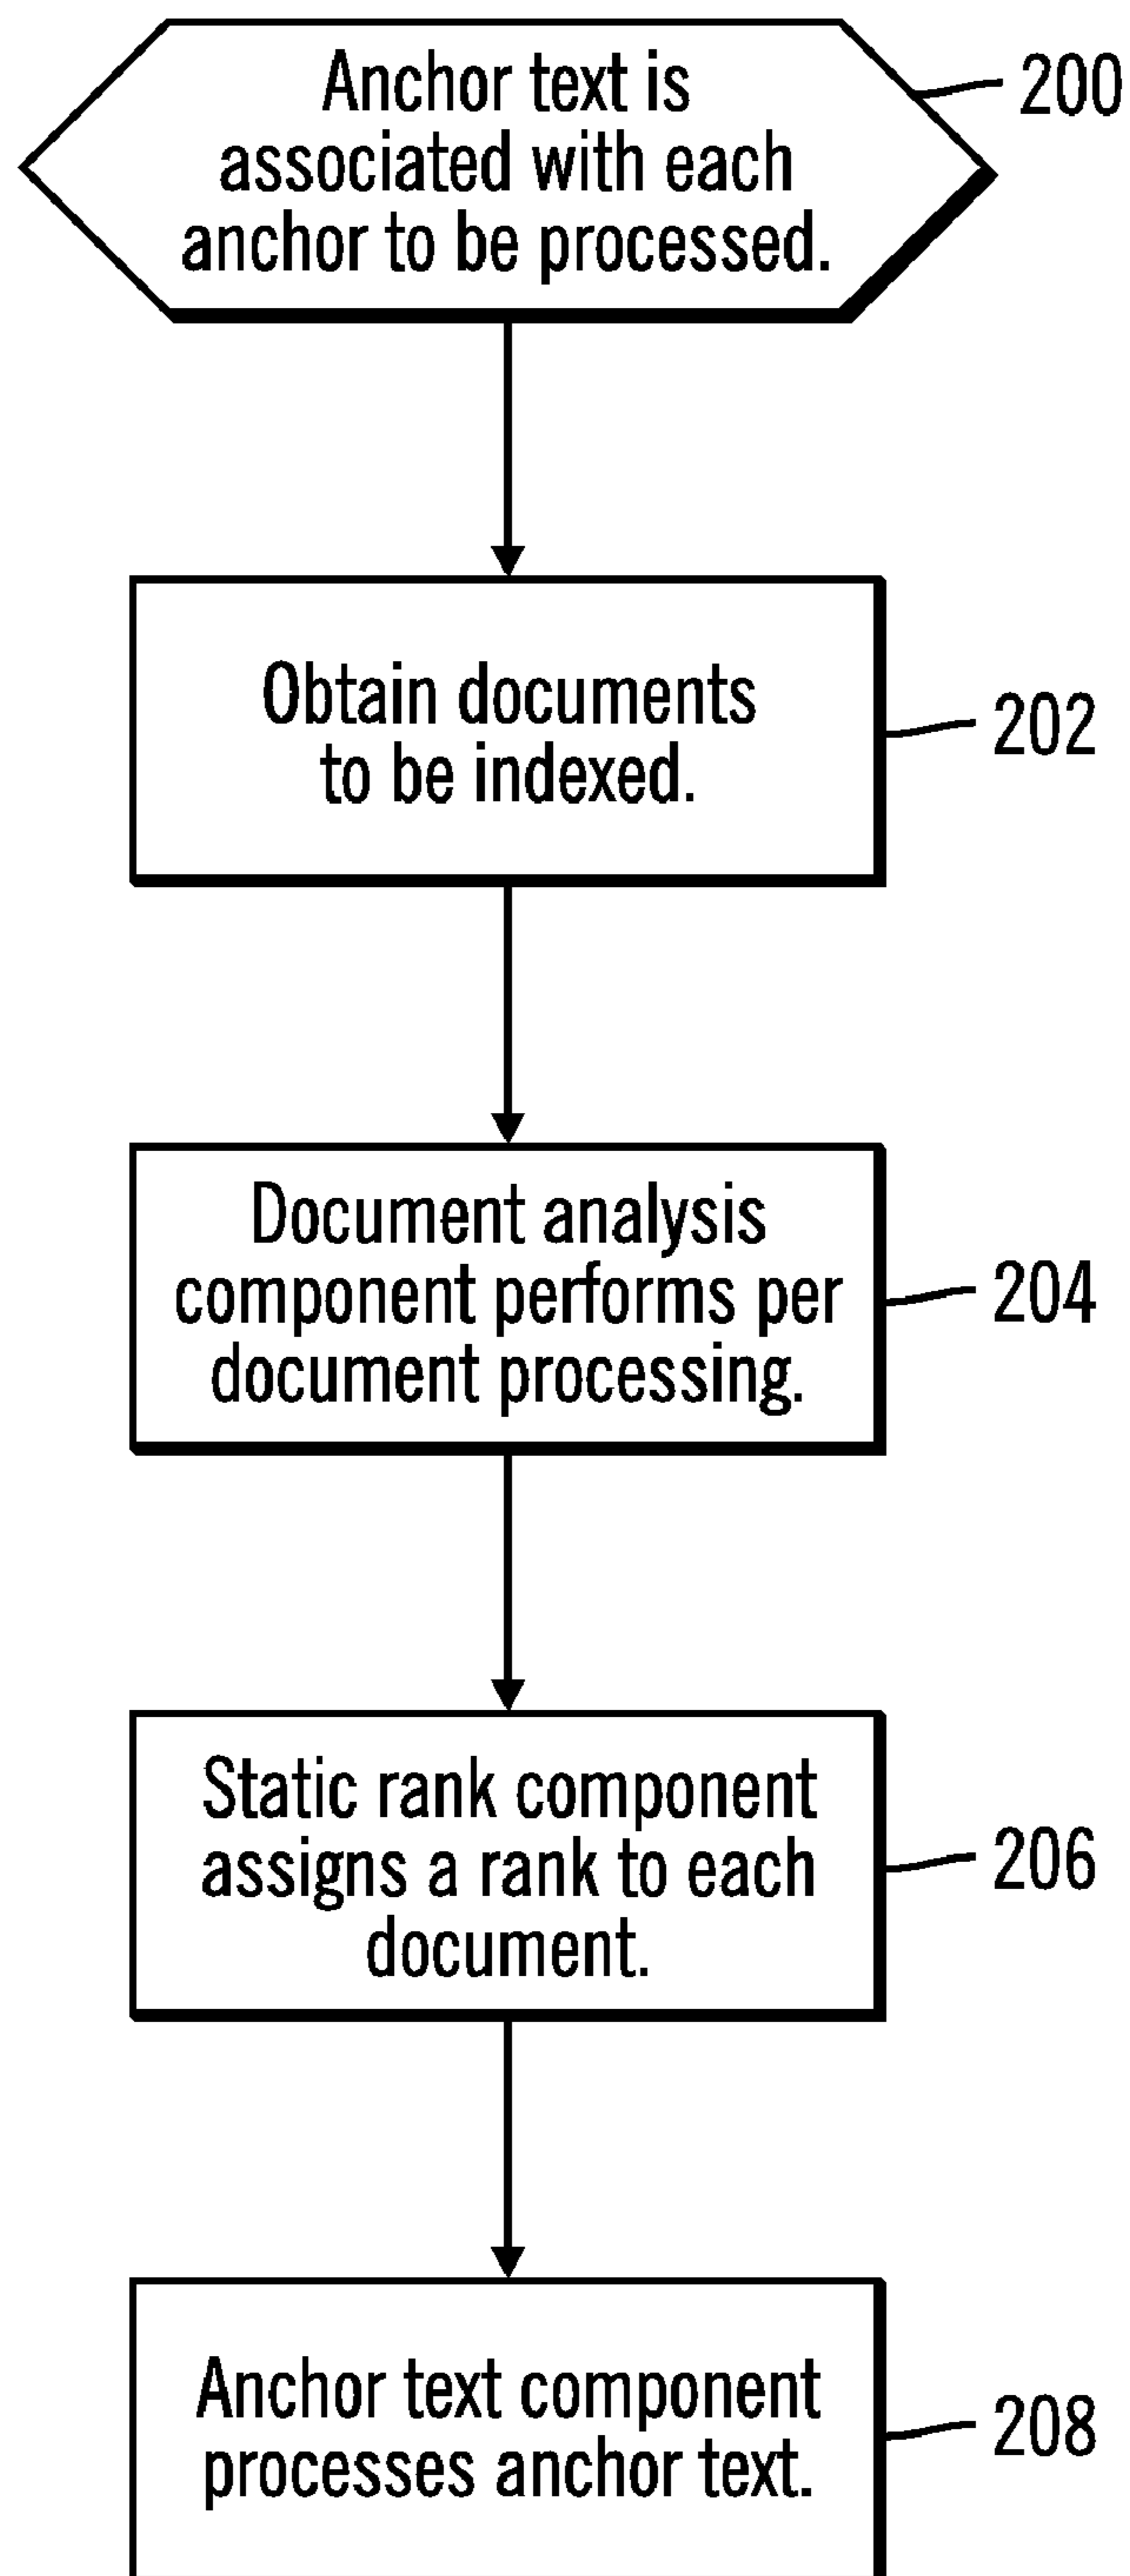 Anchor text is
associated with each
anchor to be processed.
200
Obtain documents
to be indexed.
202
Document analysis
component performs per
document processing.
204
Static rank component
assigns a rank to each
document.
206
Anchor text component
processes anchor text.
208